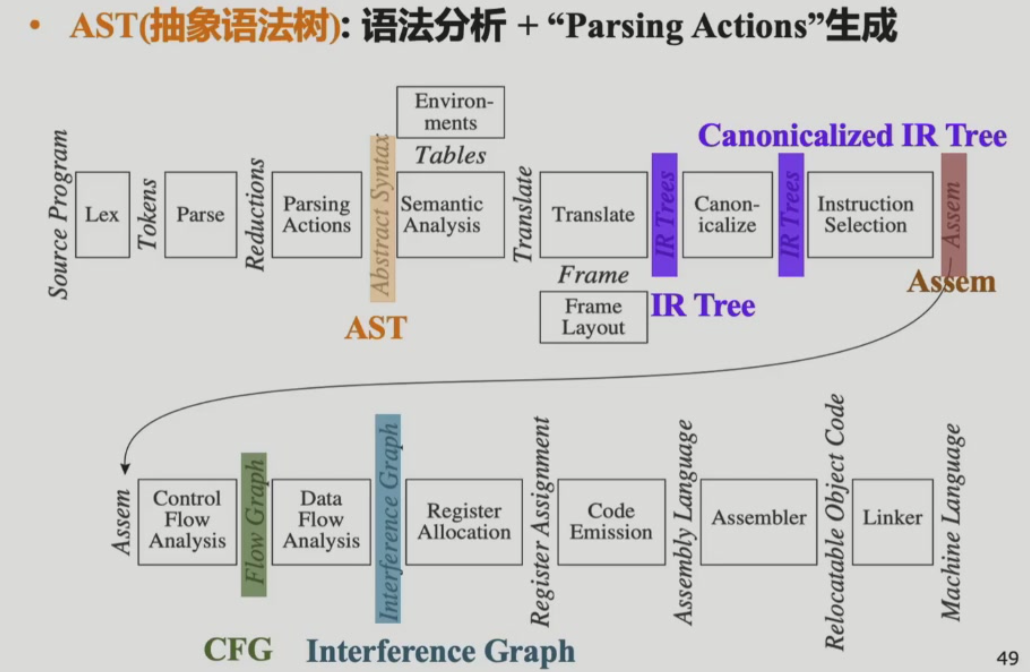 • AST(抽象语法树): 语法分析 + “Parsing Actions”生成
Environ-
ments
Tables
Canonicalized IR Tree
Source Program
Lex
Tokens
Parse
Reductions
Parsing
Actions
Abstract Syntax
Semantic
Analysis
Translate
Translate
IR Trees
Canon-
icalize
IR Trees
Instruction
Selection
Assem
Frame
Frame
Layout
AST
IR Tree
Assem
Assem
Control
Flow
Analysis
Flow Graph
Data
Flow
Analysis
Interference Graph
Register
Allocation
Register Assignment
Code
Emission
Assembly Language
Assembler
Relocatable Object Code
Linker
Machine Language
CFG
Interference Graph
49